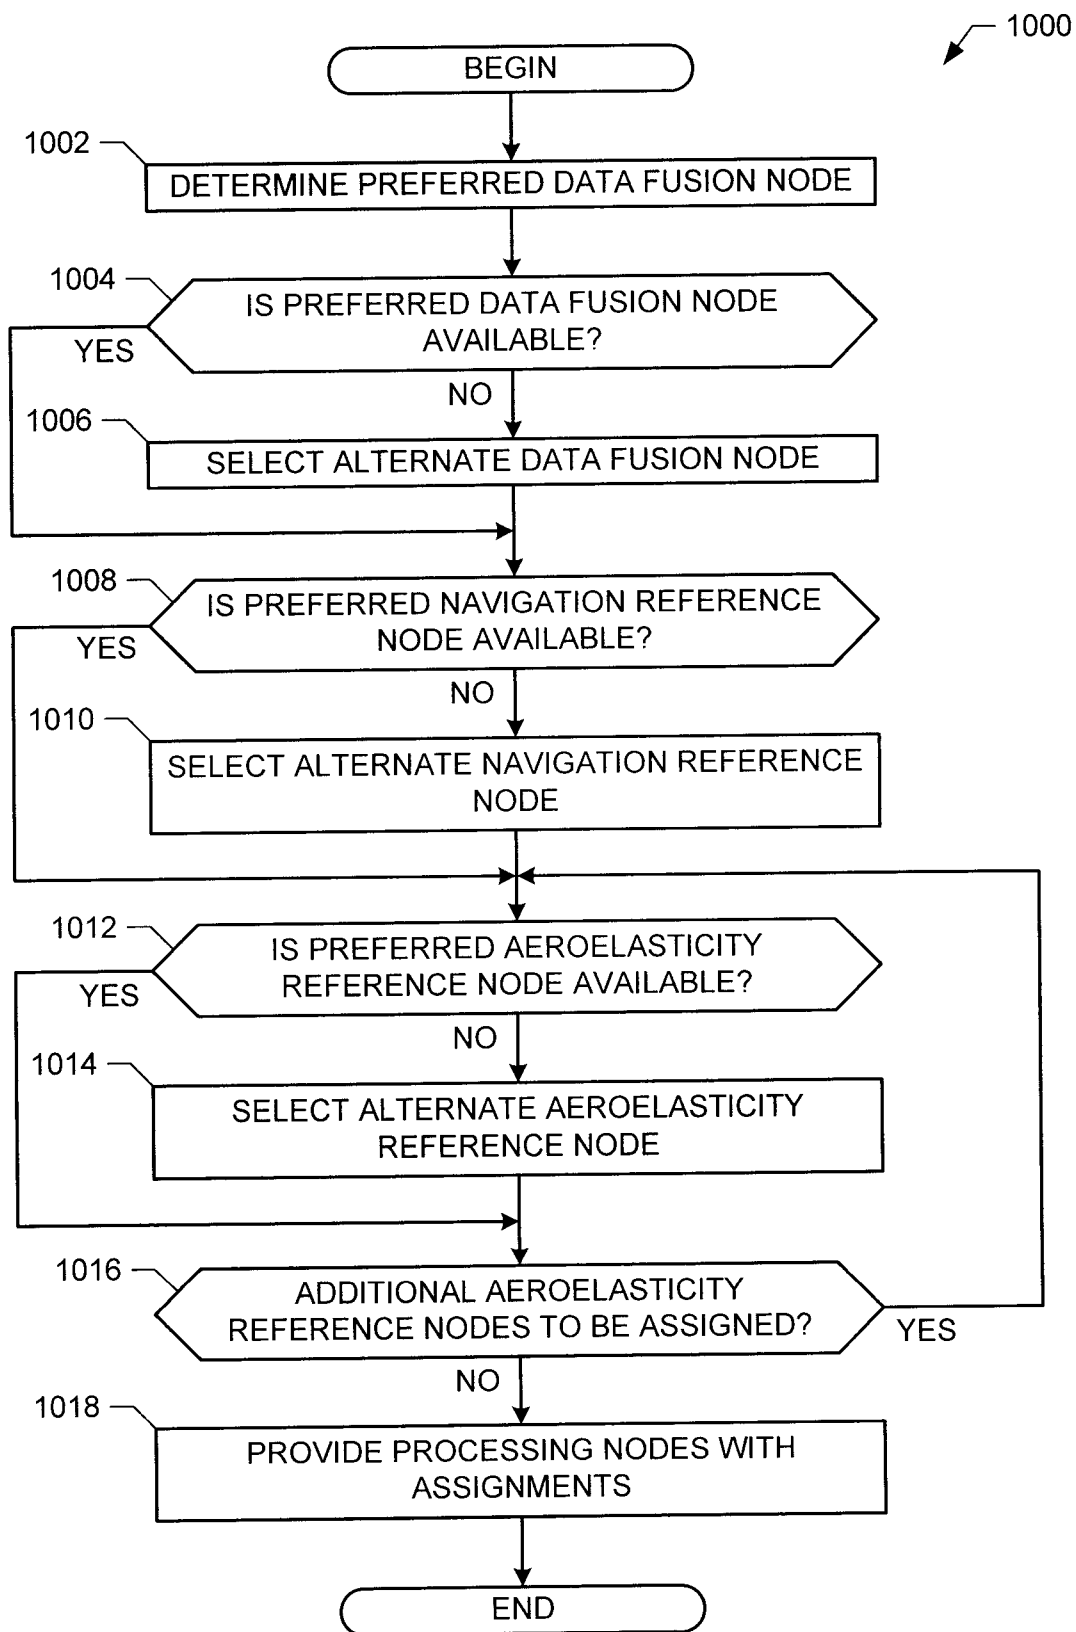 1000
BEGIN
1002
DETERMINE PREFERRED DATA FUSION NODE
1004
IS PREFERRED DATA FUSION NODE
AVAILABLE?
YES
NO
1006
SELECT ALTERNATE DATA FUSION NODE
1008
IS PREFERRED NAVIGATION REFERENCE
NODE AVAILABLE?
YES
NO
1010
SELECT ALTERNATE NAVIGATION REFERENCE
NODE
1012
IS PREFERRED AEROELASTICITY
REFERENCE NODE AVAILABLE?
YES
NO
1014
SELECT ALTERNATE AEROELASTICITY
REFERENCE NODE
1016
ADDITIONAL AEROELASTICITY
REFERENCE NODES TO BE ASSIGNED?
YES
NO
1018
PROVIDE PROCESSING NODES WITH
ASSIGNMENTS
END